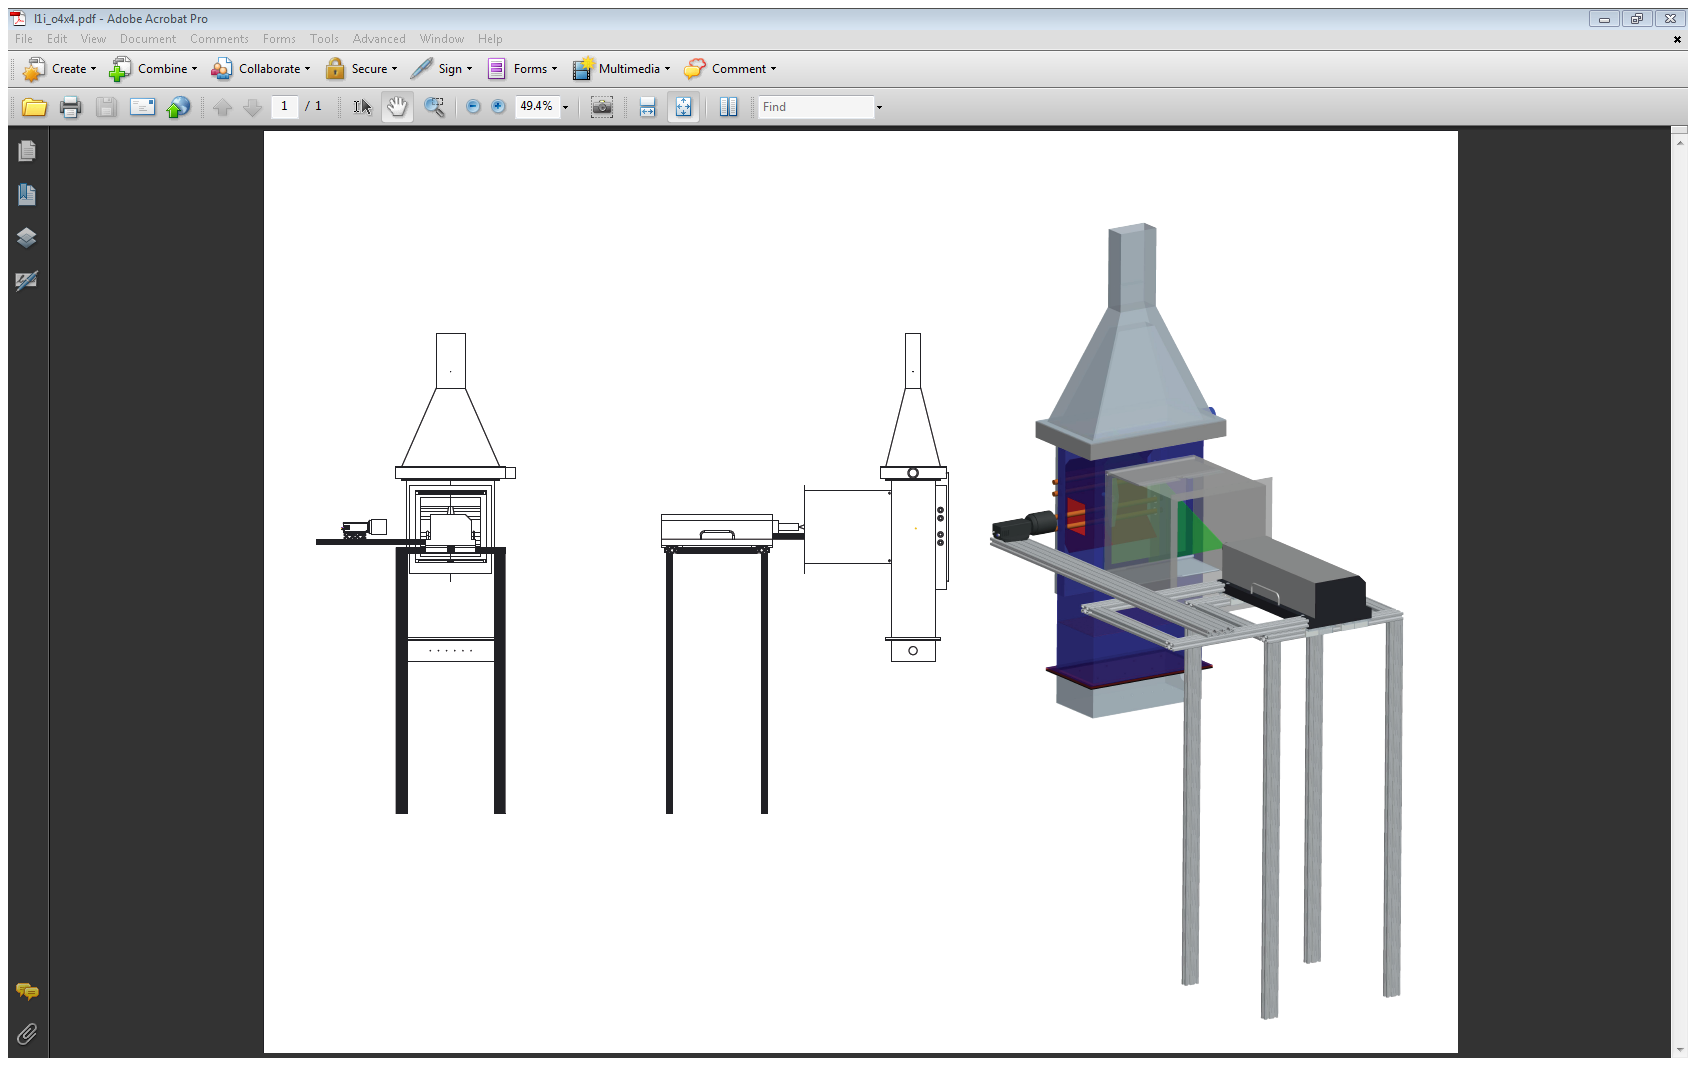 l1i_o4x4.pdf - Adobe Acrobat Pro
File Edit View Document Comments Forms Tools Advanced Window Help
Create Combine Collaborate Secure Sign Forms Multimedia Comment
1 / 1 49.4% Find